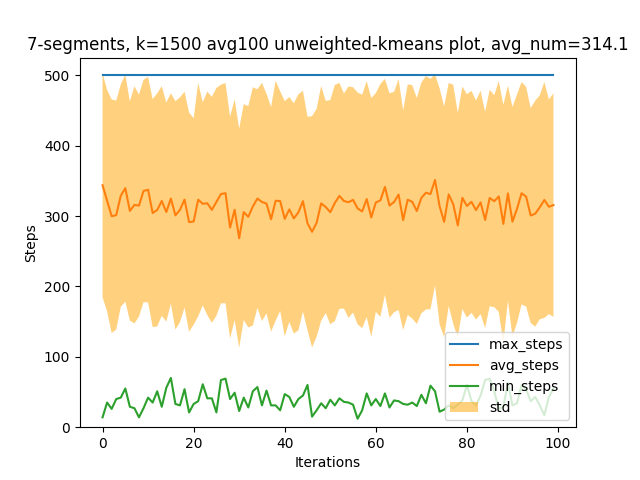 7-segments, k=1500 avg100 unweighted-kmeans plot, avg_num=314.1
500
400
300
200
100
0
Steps
max_steps
avg_steps
min_steps
std
0 20 40 60 80 100
Iterations